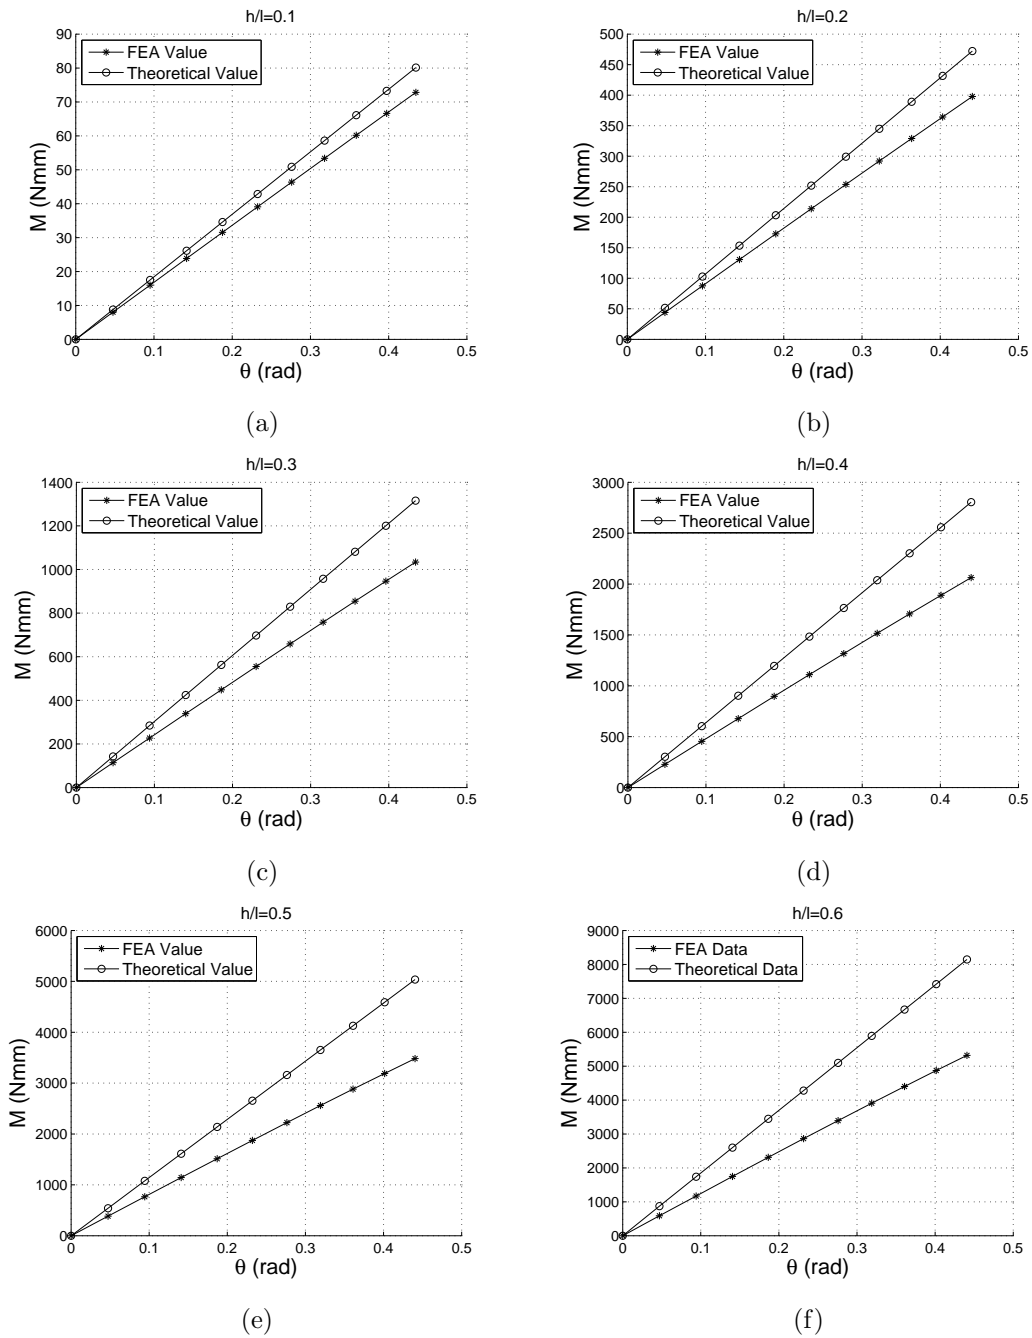 h/l=0.1
90
80
70
60
50
40
30
20
10
0
M (Nmm)
FEA Value
Theoretical Value
0 0.1 0.2 0.3 0.4 0.5
θ (rad)
(a)
h/l=0.2
500
450
400
350
300
250
200
150
100
50
0
M (Nmm)
FEA Value
Theoretical Value
0 0.1 0.2 0.3 0.4 0.5
θ (rad)
(b)
h/l=0.3
1400
1200
1000
800
600
400
200
0
M (Nmm)
FEA Value
Theoretical Value
0 0.1 0.2 0.3 0.4 0.5
θ (rad)
(c)
h/l=0.4
3000
2500
2000
1500
1000
500
0
M (Nmm)
FEA Value
Theoretical Value
0 0.1 0.2 0.3 0.4 0.5
θ (rad)
(d)
h/l=0.5
6000
5000
4000
3000
2000
1000
0
M (Nmm)
FEA Value
Theoretical Value
0 0.1 0.2 0.3 0.4 0.5
θ (rad)
(e)
h/l=0.6
9000
8000
7000
6000
5000
4000
3000
2000
1000
0
M (Nmm)
FEA Data
Theoretical Data
0 0.1 0.2 0.3 0.4 0.5
θ (rad)
(f)